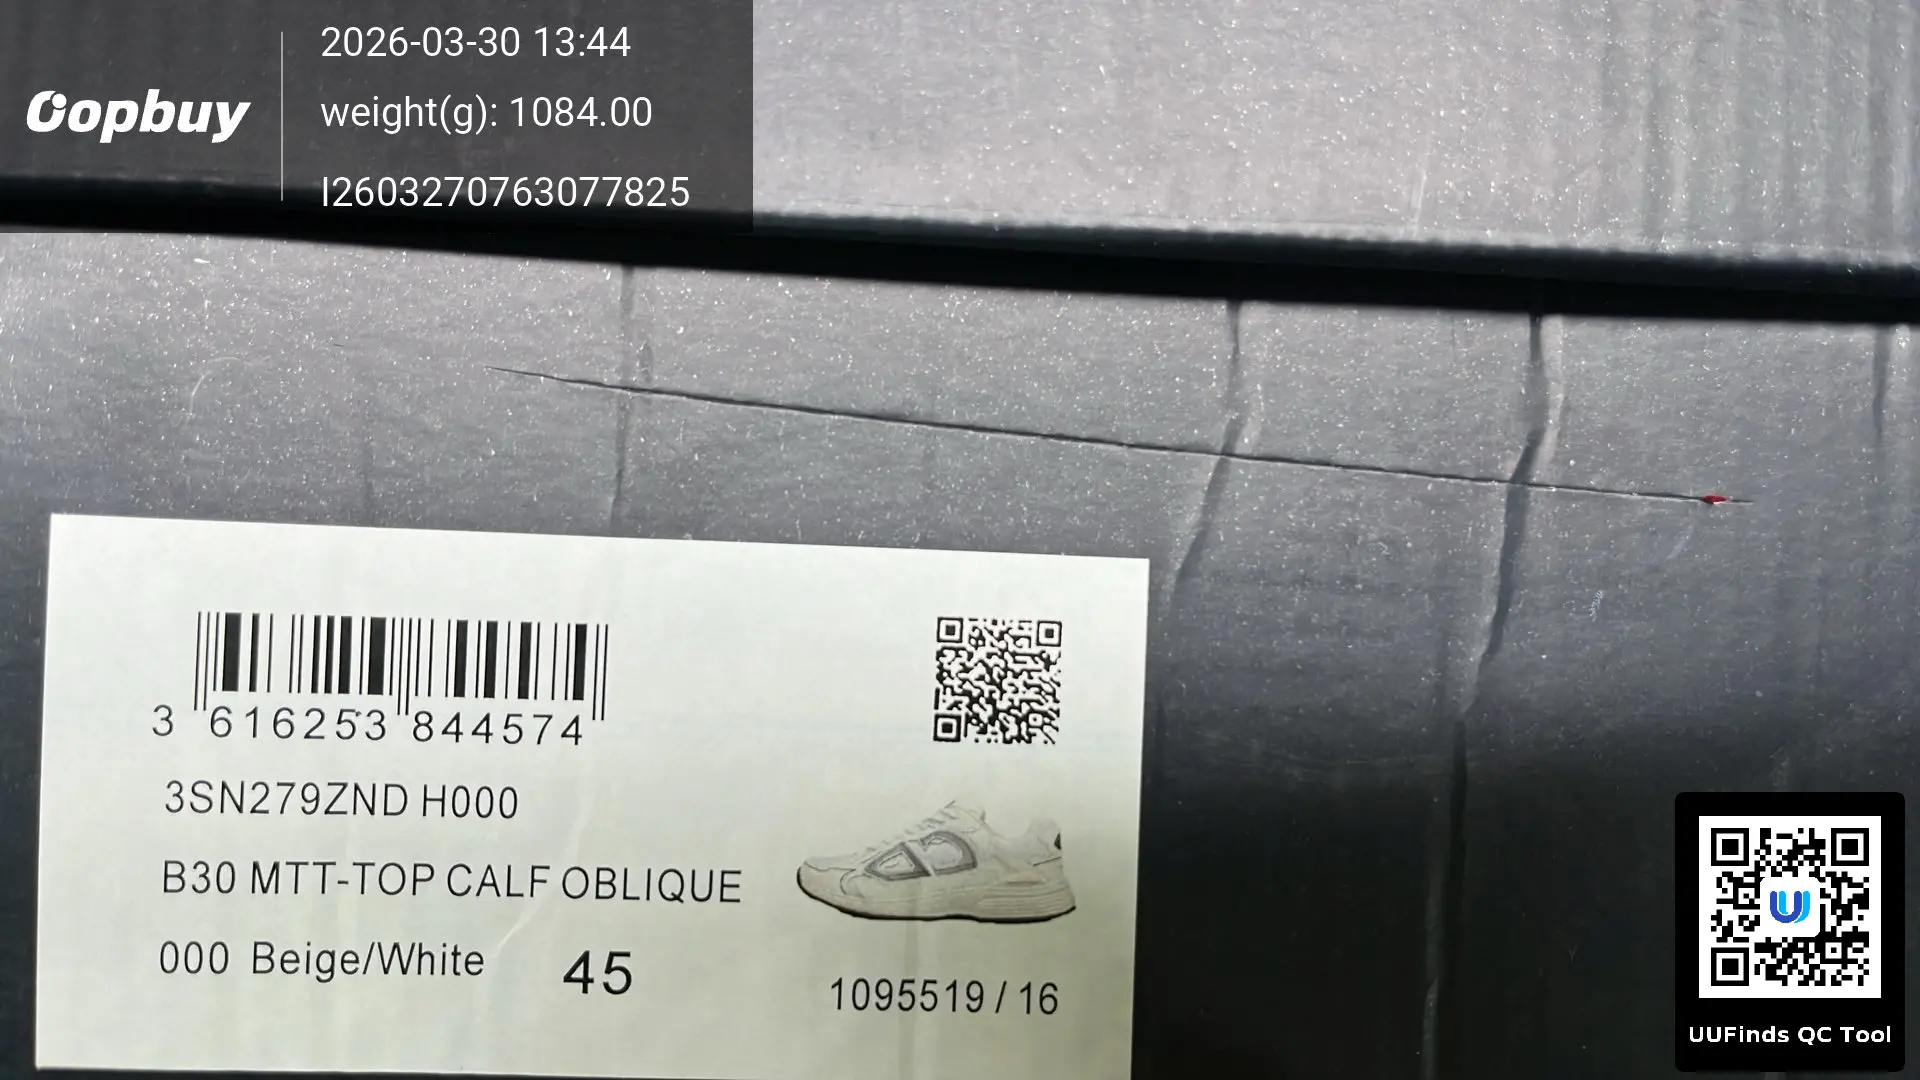 2026-03-30 13:44
Oopbuy
weight(g): 1084.00
I2603270763077825
3 616253 844574
3SN279ZND H000
B30 MTT-TOP CALF OBLIQUE
000 Beige/White 45
1095519 / 16
UUFinds QC Tool